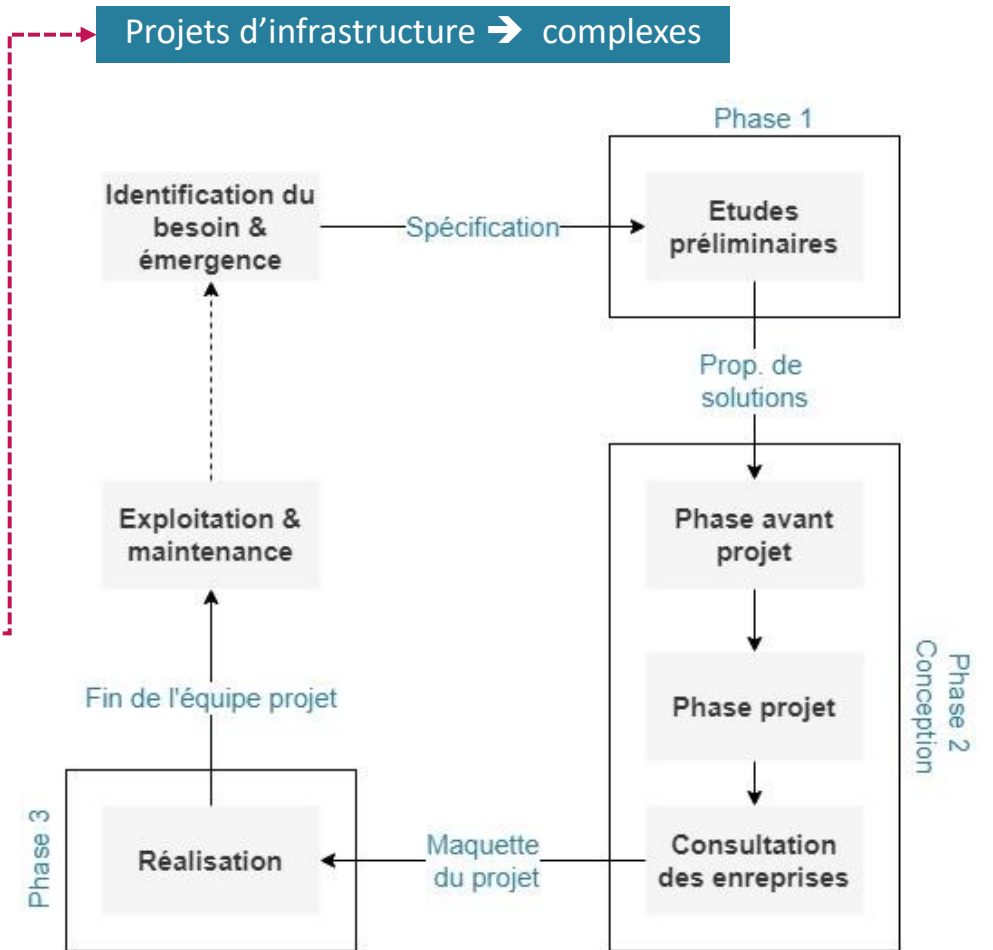 Projets d’infrastructure ➔ complexes
Phase 1
Identification du
besoin &
émergence
Spécification
Etudes
préliminaires
Prop. de
solutions
Phase avant
projet
Exploitation &
maintenance
Phase 2
Conception
Phase projet
Fin de l'équipe projet
Phase 3
Réalisation
Maquette
du projet
Consultation
des enreprises